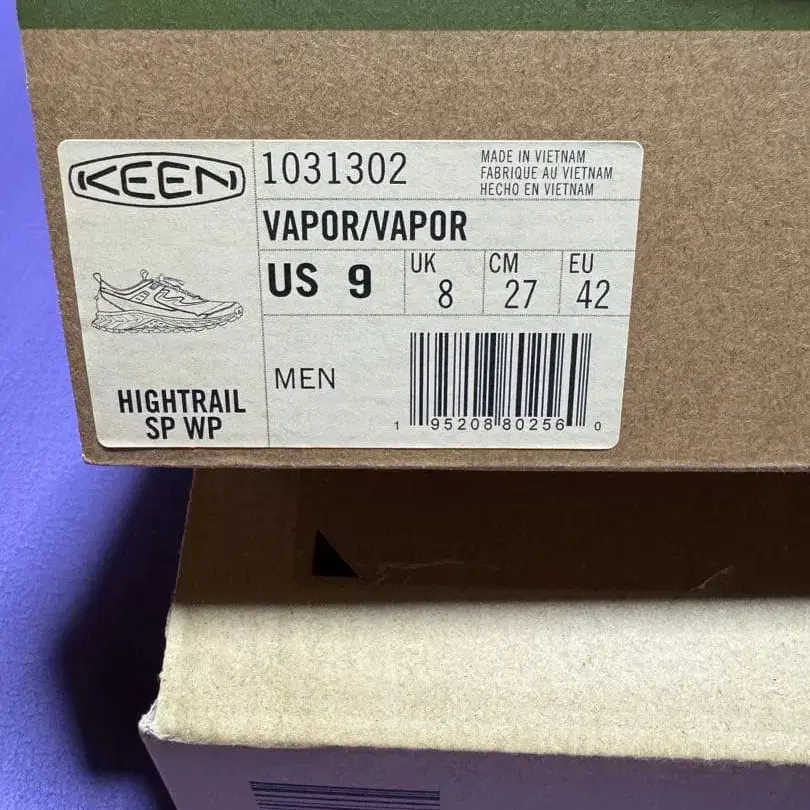 KEEN
1031302
MADE IN VIETNAM
FABRIQUE AU VIETNAM
HECHO EN VIETNAM
VAPOR/VAPOR
US 9
UK 8
CM 27
EU 42
MEN
HIGHTRAIL
SP WP
1 95208 80256 0